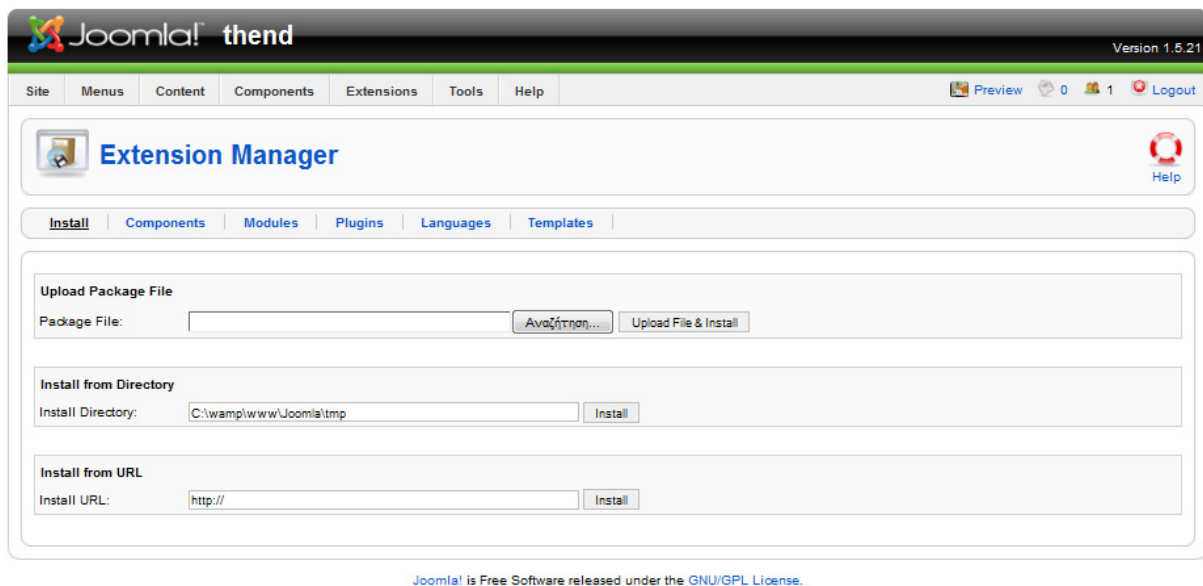 Joomla! thend
Version 1.5.21
Site Menus Content Components Extensions Tools Help Preview 0 1 Logout
Extension Manager
Help
Install Components Modules Plugins Languages Templates
Upload Package File
Package File: Αναζήτηση... Upload File & Install
Install from Directory
Install Directory: C:\wamp\www\Joomla\tmp Install
Install from URL
Install URL: http:// Install
Joomla! is Free Software released under the GNU/GPL License.